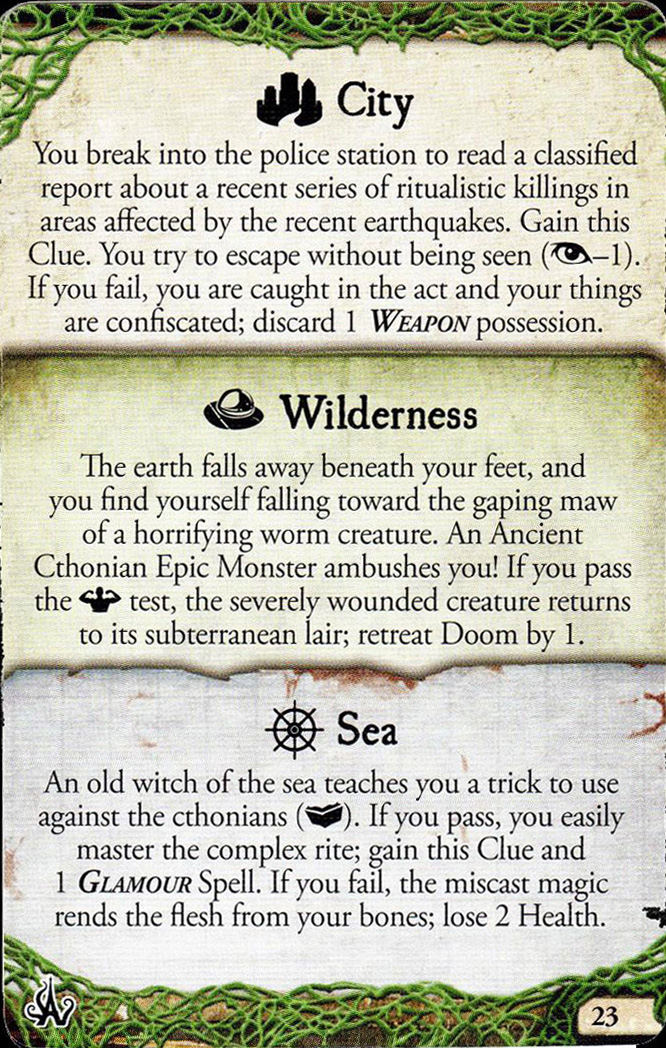 City
You break into the police station to read a classified
report about a recent series of ritualistic killings in
areas affected by the recent earthquakes. Gain this
Clue. You try to escape without being seen (–1).
If you fail, you are caught in the act and your things
are confiscated; discard 1 WEAPON possession.
Wilderness
The earth falls away beneath your feet, and
you find yourself falling toward the gaping maw
of a horrifying worm creature. An Ancient
Cthonian Epic Monster ambushes you! If you pass
the test, the severely wounded creature returns
to its subterranean lair; retreat Doom by 1.
Sea
An old witch of the sea teaches you a trick to use
against the cthonians (). If you pass, you easily
master the complex rite; gain this Clue and
1 GLAMOUR Spell. If you fail, the miscast magic
rends the flesh from your bones; lose 2 Health.
23